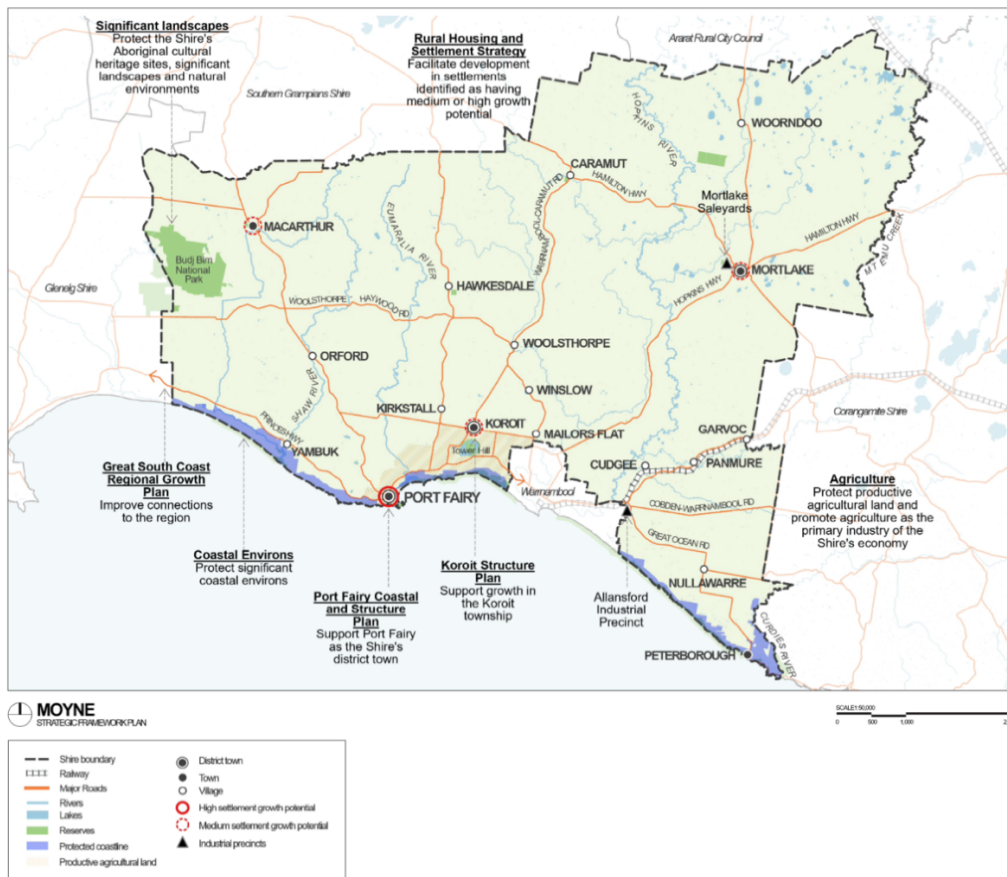 Significant landscapes
Protect the Shire's
Aboriginal cultural
heritage sites, significant
landscapes and natural
environments
Rural Housing and
Settlement Strategy
Facilitate development
in settlements
identified as having
medium or high growth
potential
Ararat Rural City Council
Southern Grampians Shire
HOPKINS RIVER
WOORNDOO
CARAMUT
HAMILTON HWY
WARRNAMBOOL-CARAMUT RD
Mortlake
Saleyards
MACARTHUR
EUMARALIA RIVER
HAMILTON HWY
MT EMU CREEK
Budj Bim
National
Park
MORTLAKE
Glenelg Shire
HAWKESDALE
HOPKINS HWY
WOOLSTHORPE - HAYWOOD RD
WOOLSTHORPE
ORFORD
SHAW RIVER
WINSLOW
KIRKSTALL
KOROIT
Corangamite Shire
PRINCES HWY
MAILORS FLAT
GARVOC
YAMBUK
Tower Hill
CUDGEE
PANMURE
Great South Coast
Regional Growth
Plan
Improve connections
to the region
Agriculture
Protect productive
agricultural land and
promote agriculture as the
primary industry of the
Shire's economy
Warrnambool
PORT FAIRY
COBDEN-WARRNAMBOOL RD
GREAT OCEAN RD
Coastal Environs
Protect significant
coastal environs
Koroit Structure
Plan
Support growth in
the Koroit
township
NULLAWARRE
Port Fairy Coastal
and Structure
Plan
Support Port Fairy
as the Shire's
district town
Allansford
Industrial
Precinct
CURDIES RIVER
PETERBOROUGH
MOYNE
STRATEGIC FRAMEWORK PLAN
SCALE 1:50,000
0 500 1,000
Shire boundary
Railway
Major Roads
Rivers
Lakes
Reserves
Protected coastline
Productive agricultural land
District town
Town
Village
High settlement growth potential
Medium settlement growth potential
Industrial precincts